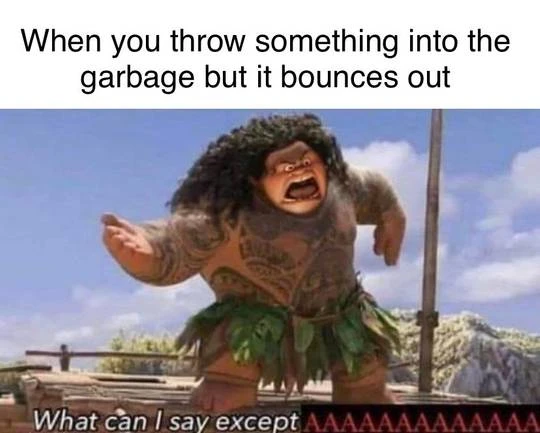 When you throw something into the
garbage but it bounces out
What can I say except AAAAAAAAAAAAA